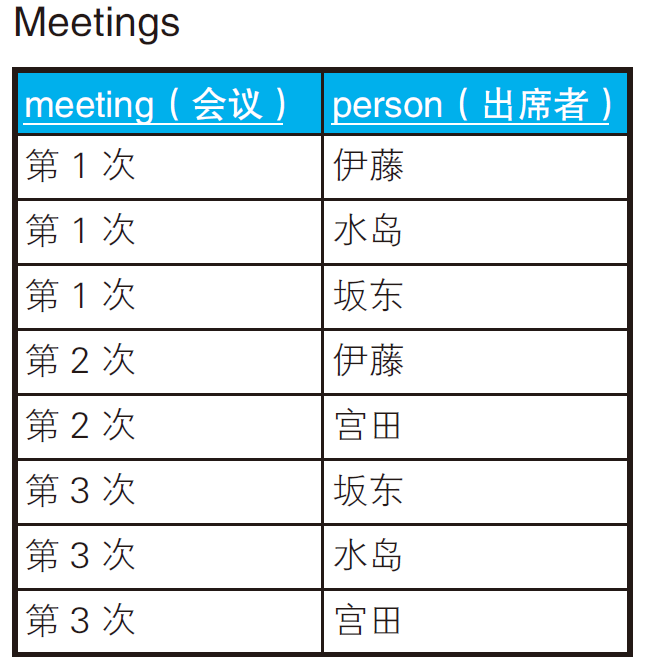 Meetings
meeting（会议） person（出席者）
第 1 次 伊藤
第 1 次 水岛
第 1 次 坂东
第 2 次 伊藤
第 2 次 宫田
第 3 次 坂东
第 3 次 水岛
第 3 次 宫田